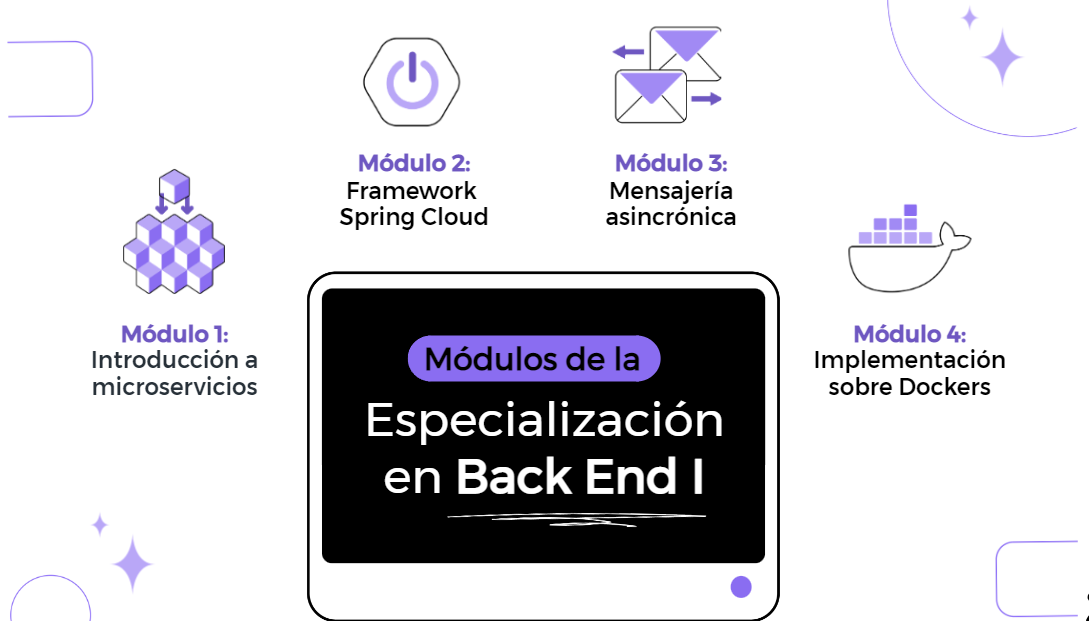 Módulo 1:
Introducción a
microservicios
Módulo 2:
Framework
Spring Cloud
Módulo 3:
Mensajería
asincrónica
Módulo 4:
Implementación
sobre Dockers
Módulos de la
Especialización
en Back End I